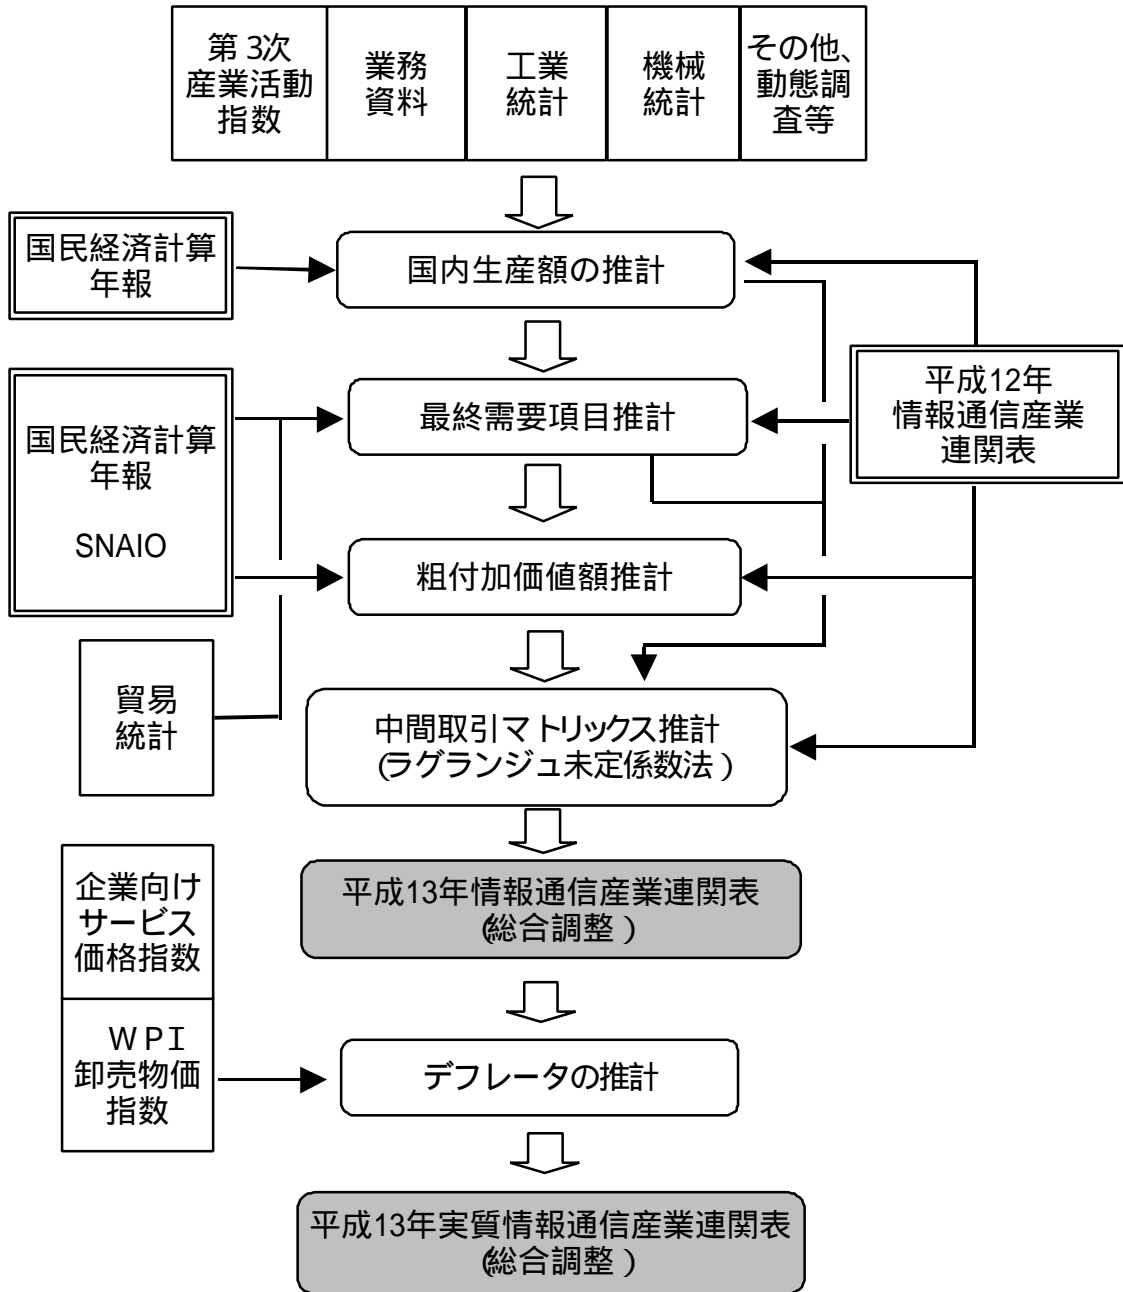 第3次
産業活動
指数
業務
資料
工業
統計
機械
統計
その他、
動態調
査等
国民経済計算
年報
国内生産額の推計
平成12年
情報通信産業
連関表
国民経済計算
年報
SNAIO
最終需要項目推計
粗付加価値額推計
貿易
統計
中間取引マトリックス推計
(ラグランジュ未定係数法)
企業向け
サービス
価格指数
平成13年情報通信産業連関表
(総合調整)
WPI
卸売物価
指数
デフレータの推計
平成13年実質情報通信産業連関表
(総合調整)